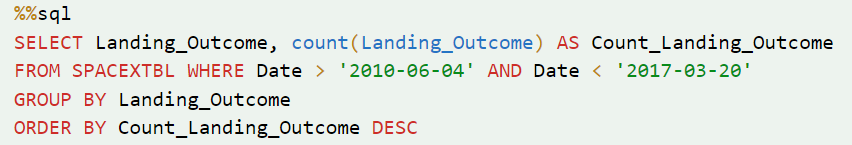 %%sql
SELECT Landing_Outcome, count(Landing_Outcome) AS Count_Landing_Outcome
FROM SPACEXTBL WHERE Date > '2010-06-04' AND Date < '2017-03-20'
GROUP BY Landing_Outcome
ORDER BY Count_Landing_Outcome DESC